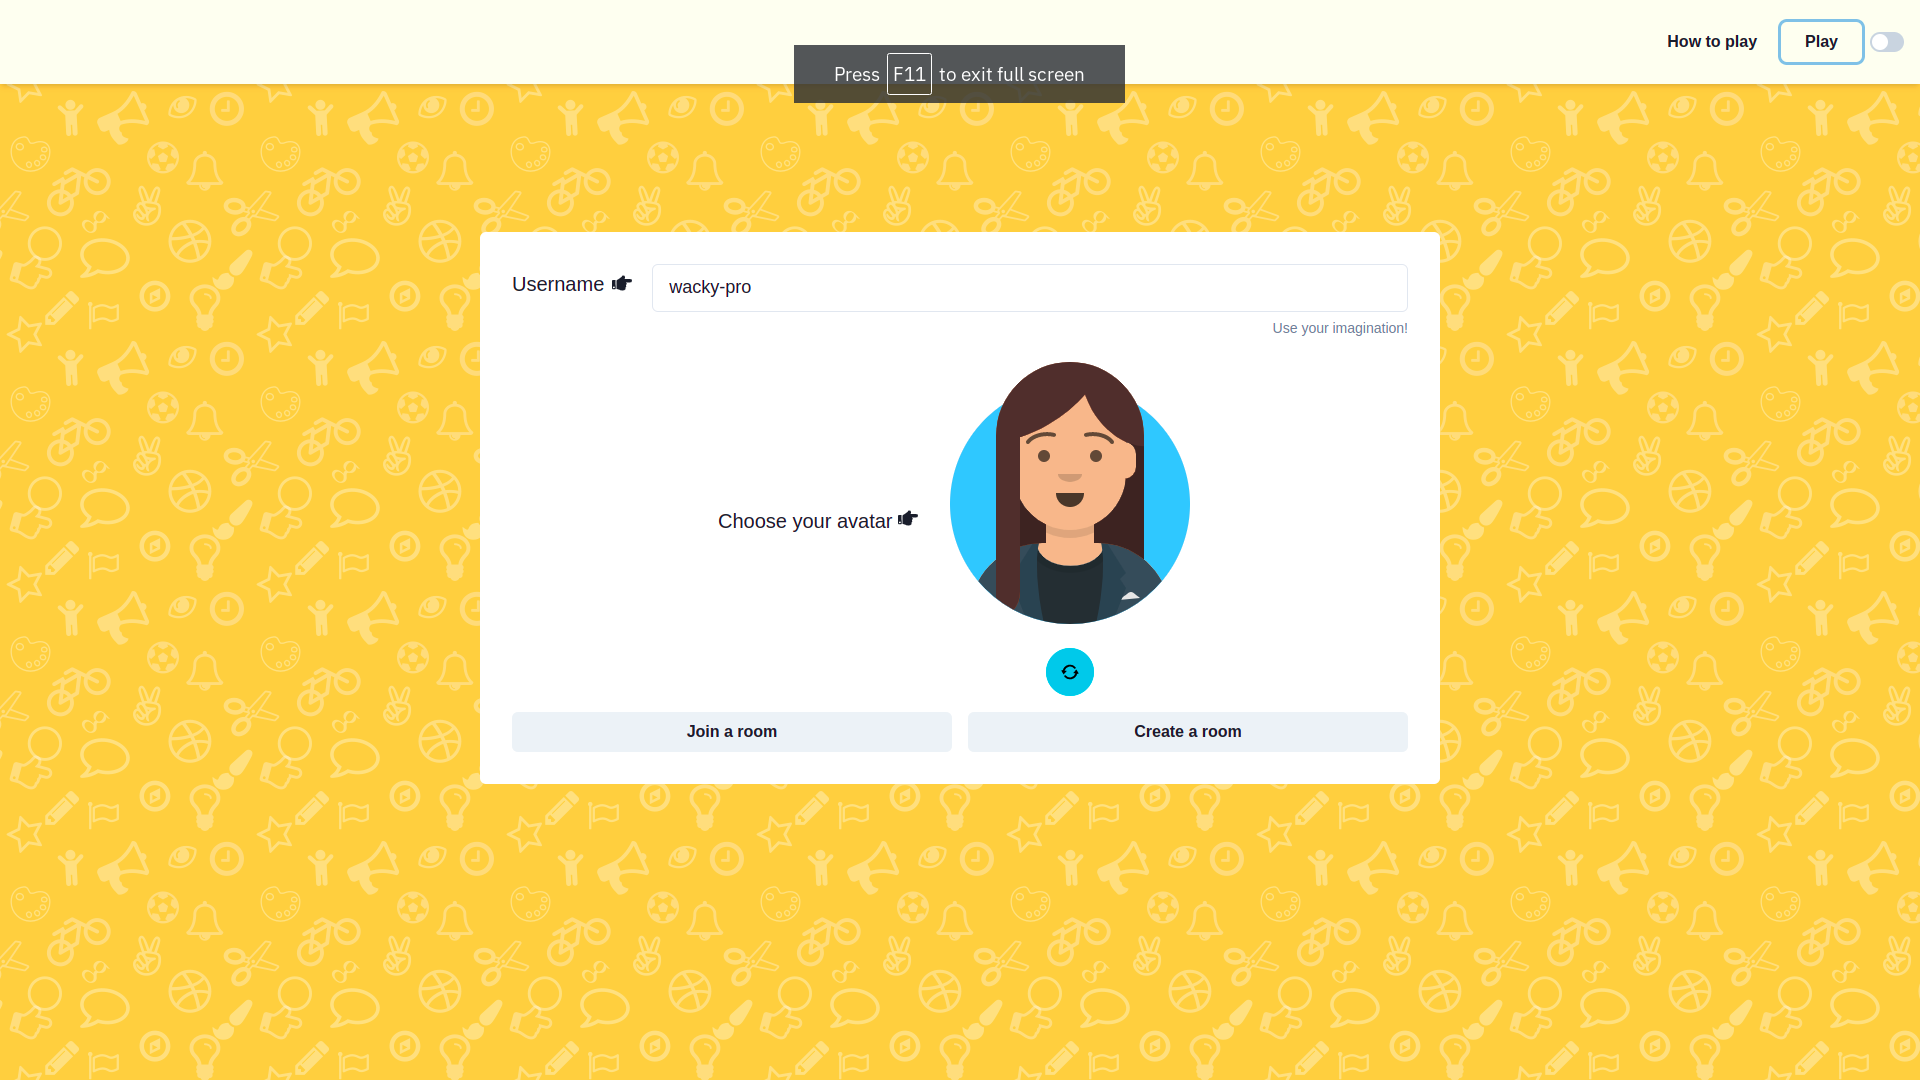 How to play
Play
Press F11 to exit full screen
Username
wacky-pro
Use your imagination!
Choose your avatar
Join a room
Create a room